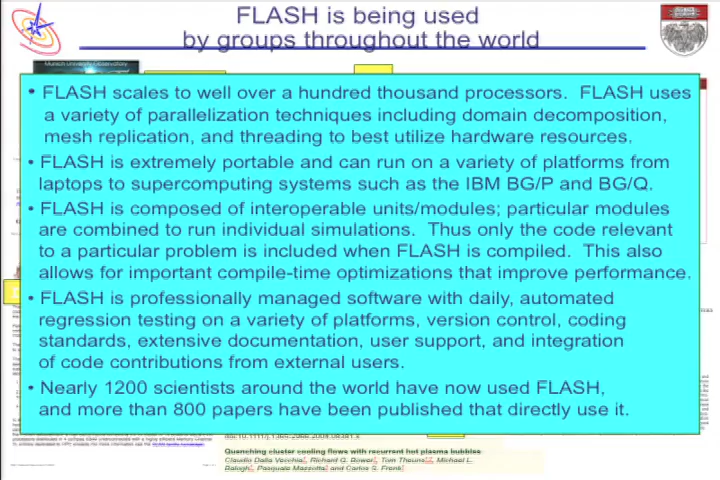 FLASH is being used
by groups throughout the world
Munich University Observatory
• FLASH scales to well over a hundred thousand processors. FLASH uses
a variety of parallelization techniques including domain decomposition,
mesh replication, and threading to best utilize hardware resources.
• FLASH is extremely portable and can run on a variety of platforms from
laptops to supercomputing systems such as the IBM BG/P and BG/Q.
• FLASH is composed of interoperable units/modules; particular modules
are combined to run individual simulations. Thus only the code relevant
to a particular problem is included when FLASH is compiled. This also
allows for important compile-time optimizations that improve performance.
• FLASH is professionally managed software with daily, automated
regression testing on a variety of platforms, version control, coding
standards, extensive documentation, user support, and integration
of code contributions from external users.
• Nearly 1200 scientists around the world have now used FLASH,
and more than 800 papers have been published that directly use it.
Quenching cluster cooling flows with recurrent hot plasma bubbles
Claudio Dalla Vecchia, Richard G. Bower, Tom Theuns, Michael L.
Balogh, Pasquale Mazzotta and Carlos S. Frenk